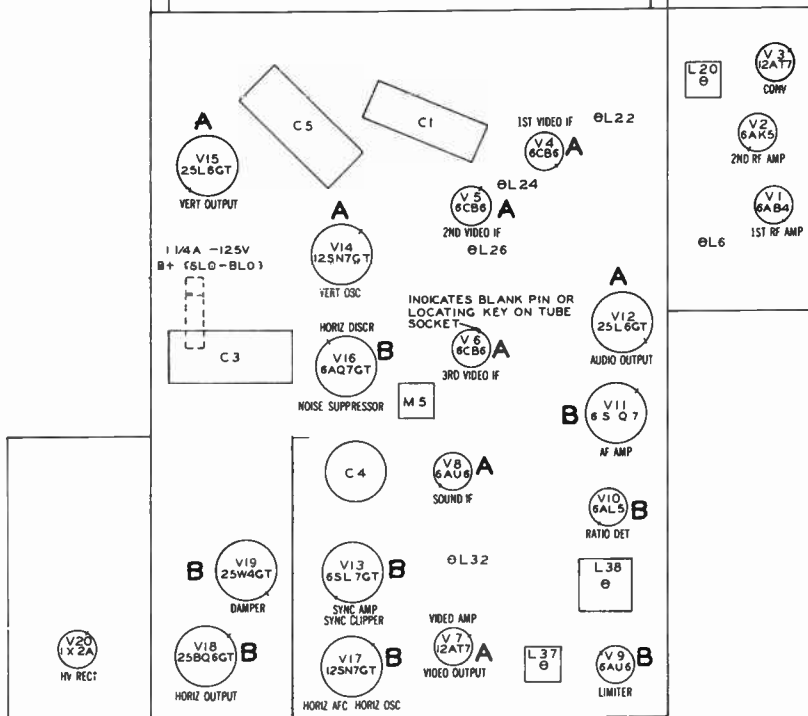 V3
12AT7
CONV
L20
V2
6AK5
2ND RF AMP
V1
6AB4
1ST RF AMP
L6
C5
C1
1ST VIDEO IF
L22
V4
6CB6
A
L24
A
V15
25L6GT
VERT OUTPUT
V5
6CB6
A
2ND VIDEO IF
L26
A
V14
12SN7GT
VERT OSC
1 1/4A -125V
B+ (SLO-BLO)
C3
INDICATES BLANK PIN OR
LOCATING KEY ON TUBE
SOCKET
A
V12
25L6GT
AUDIO OUTPUT
HORIZ DISCR
V16
6AQ7GT
B
NOISE SUPPRESSOR
V6
6CB6
A
3RD VIDEO IF
M5
B
V11
6SQ7
AF AMP
C4
V8
6AU6
A
SOUND IF
V10
6AL5
B
RATIO DET
B
V19
25W4GT
DAMPER
V13
6SL7GT
B
SYNC AMP
SYNC CLIPPER
L32
L38
V20
1X2A
HV RECT
V18
25BQ6GT
B
HORIZ OUTPUT
V17
12SN7GT
B
HORIZ AFC HORIZ OSC
VIDEO AMP
V7
12AT7
A
VIDEO OUTPUT
L37
V9
6AU6
B
LIMITER